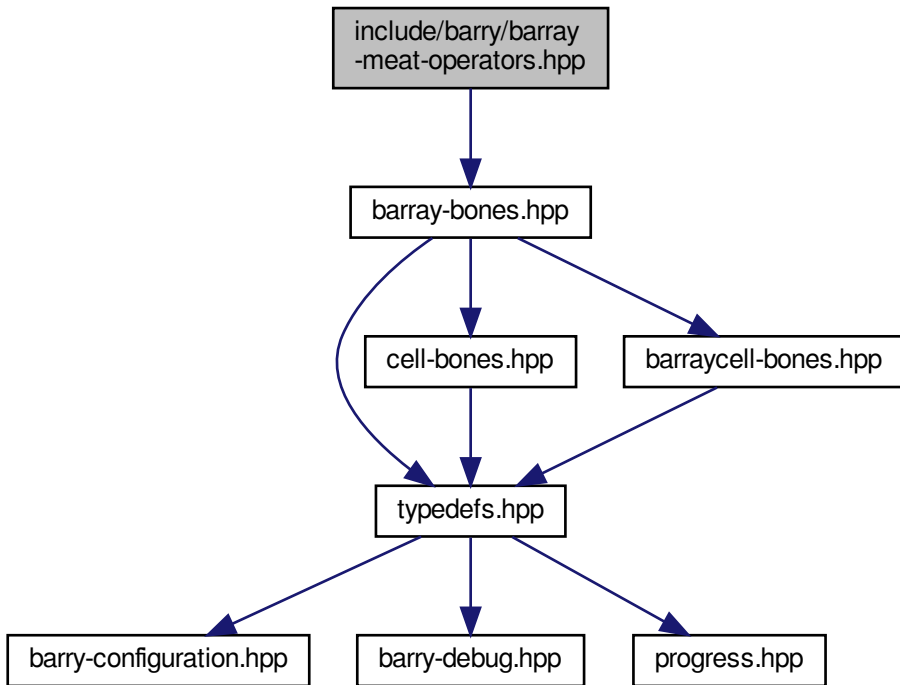 include/barry/barray
-meat-operators.hpp
barray-bones.hpp
cell-bones.hpp
barraycell-bones.hpp
typedefs.hpp
barry-configuration.hpp
barry-debug.hpp
progress.hpp